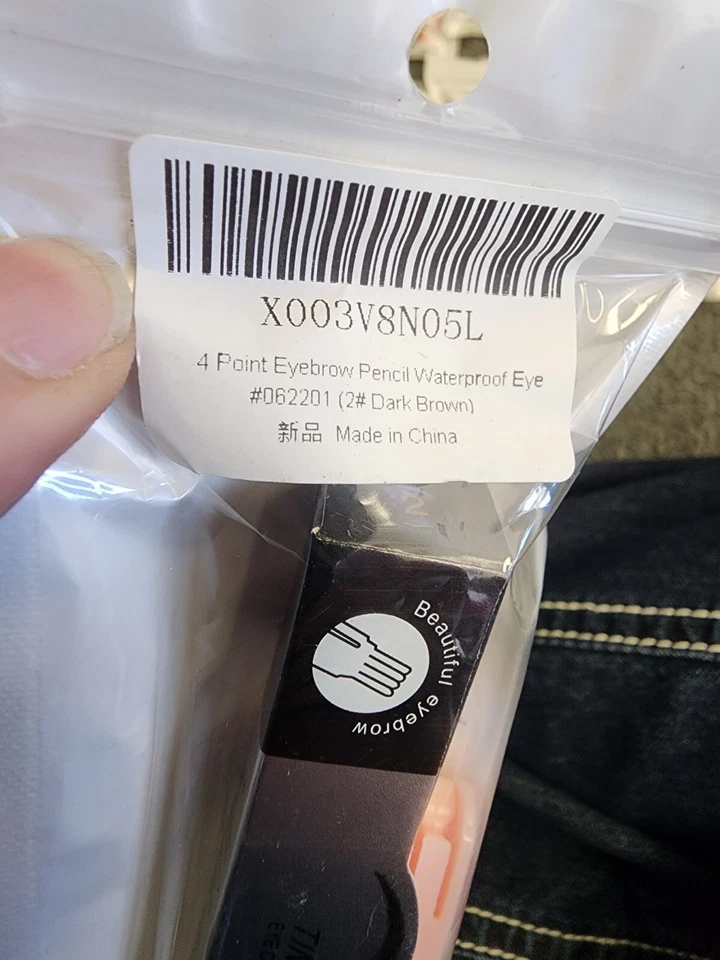 X003V8N05L
4 Point Eyebrow Pencil Waterproof Eye
#062201 (2# Dark Brown)
新品 Made in China
Beautiful eyebrow